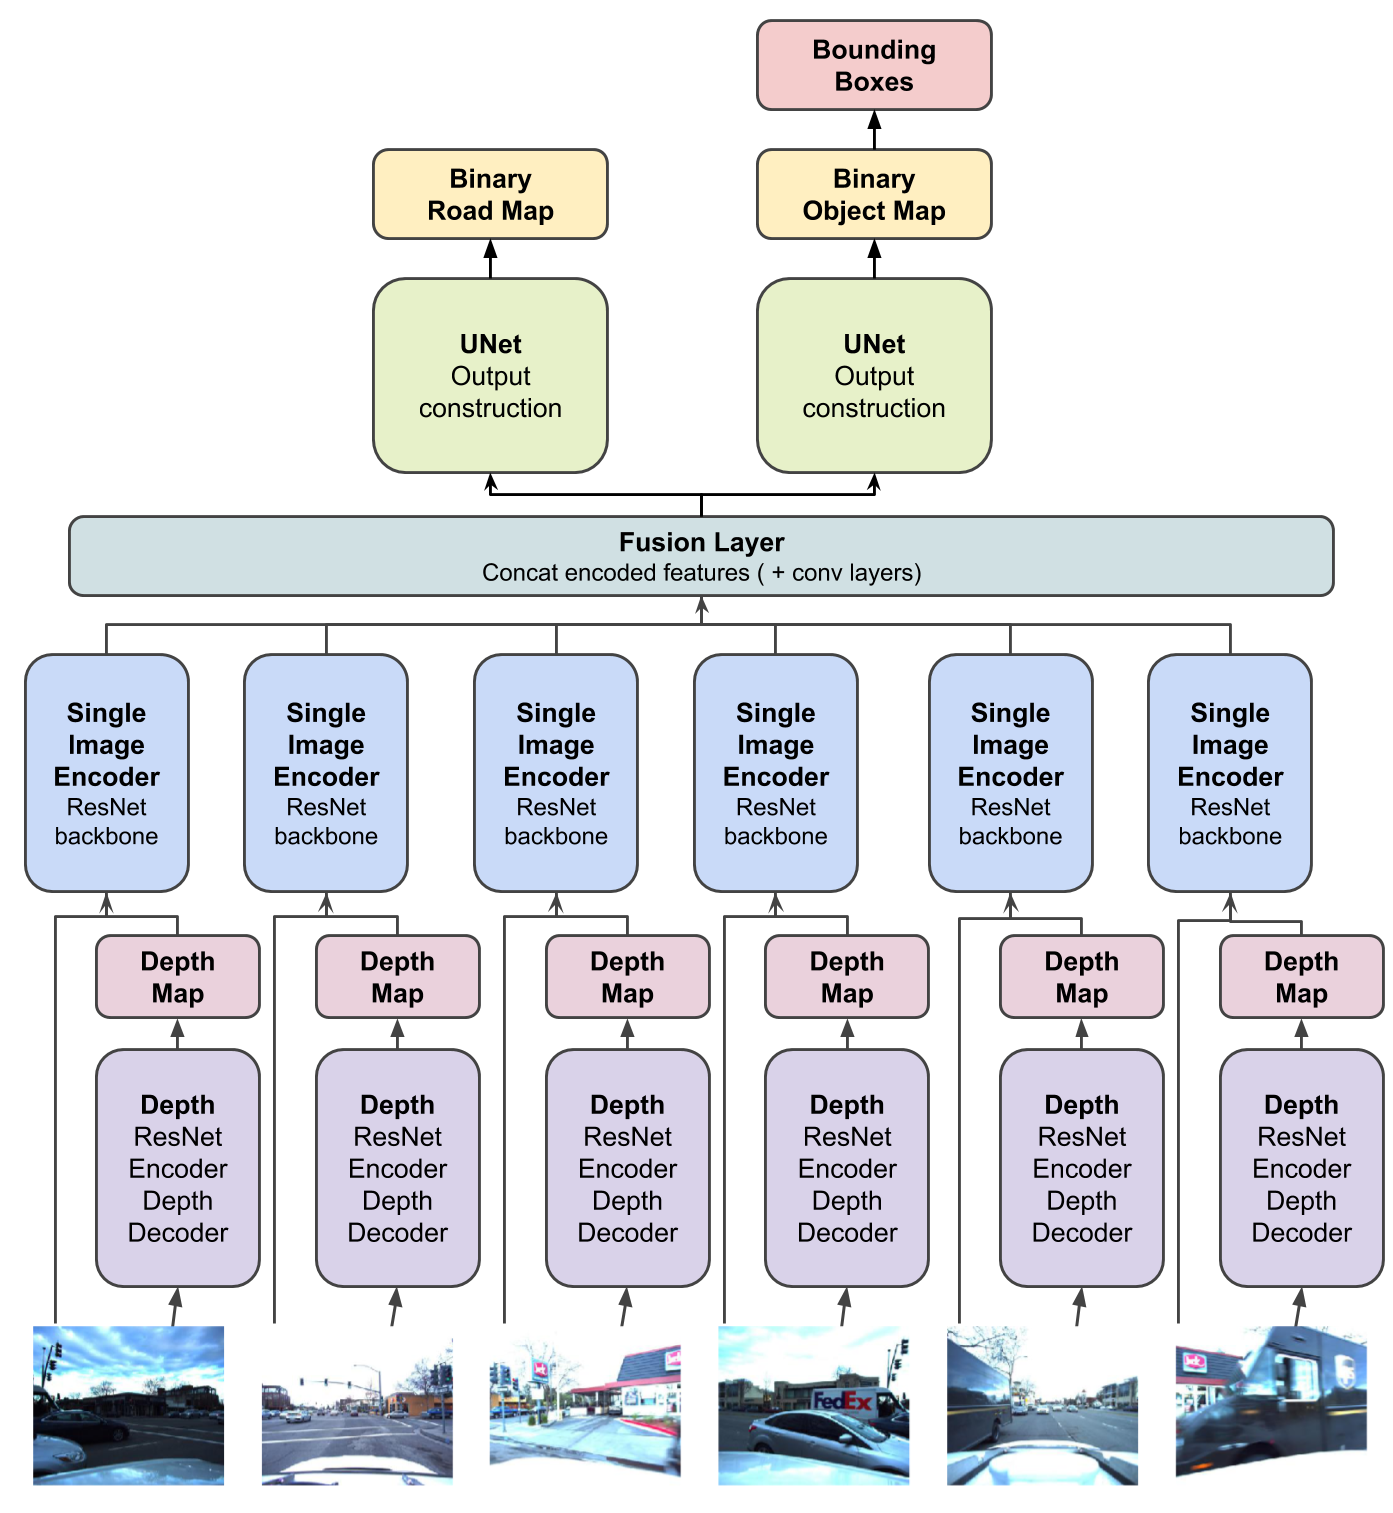 Bounding
Boxes
Binary
Road Map
Binary
Object Map
UNet
Output
construction
UNet
Output
construction
Fusion Layer
Concat encoded features ( + conv layers)
Single
Image
Encoder
ResNet
backbone
Single
Image
Encoder
ResNet
backbone
Single
Image
Encoder
ResNet
backbone
Single
Image
Encoder
ResNet
backbone
Single
Image
Encoder
ResNet
backbone
Single
Image
Encoder
ResNet
backbone
Depth
Map
Depth
Map
Depth
Map
Depth
Map
Depth
Map
Depth
Map
Depth
ResNet
Encoder
Depth
Decoder
Depth
ResNet
Encoder
Depth
Decoder
Depth
ResNet
Encoder
Depth
Decoder
Depth
ResNet
Encoder
Depth
Decoder
Depth
ResNet
Encoder
Depth
Decoder
Depth
ResNet
Encoder
Depth
Decoder
FedEx